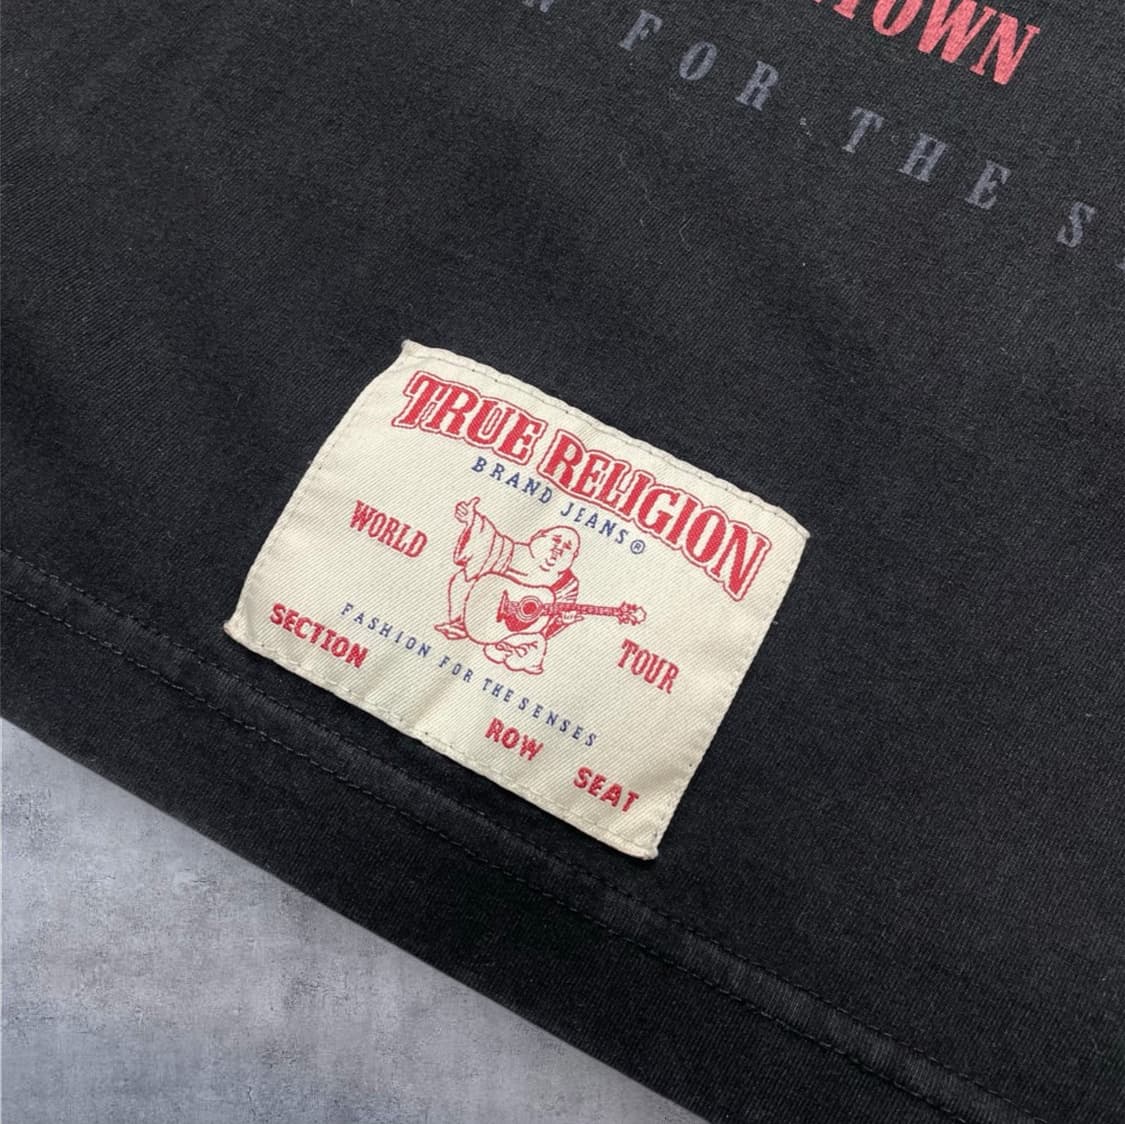 TOWN
FOR THE
TRUE RELIGION
BRAND JEANS®
WORLD
TOUR
FASHION FOR THE SENSES
SECTION
ROW
SEAT